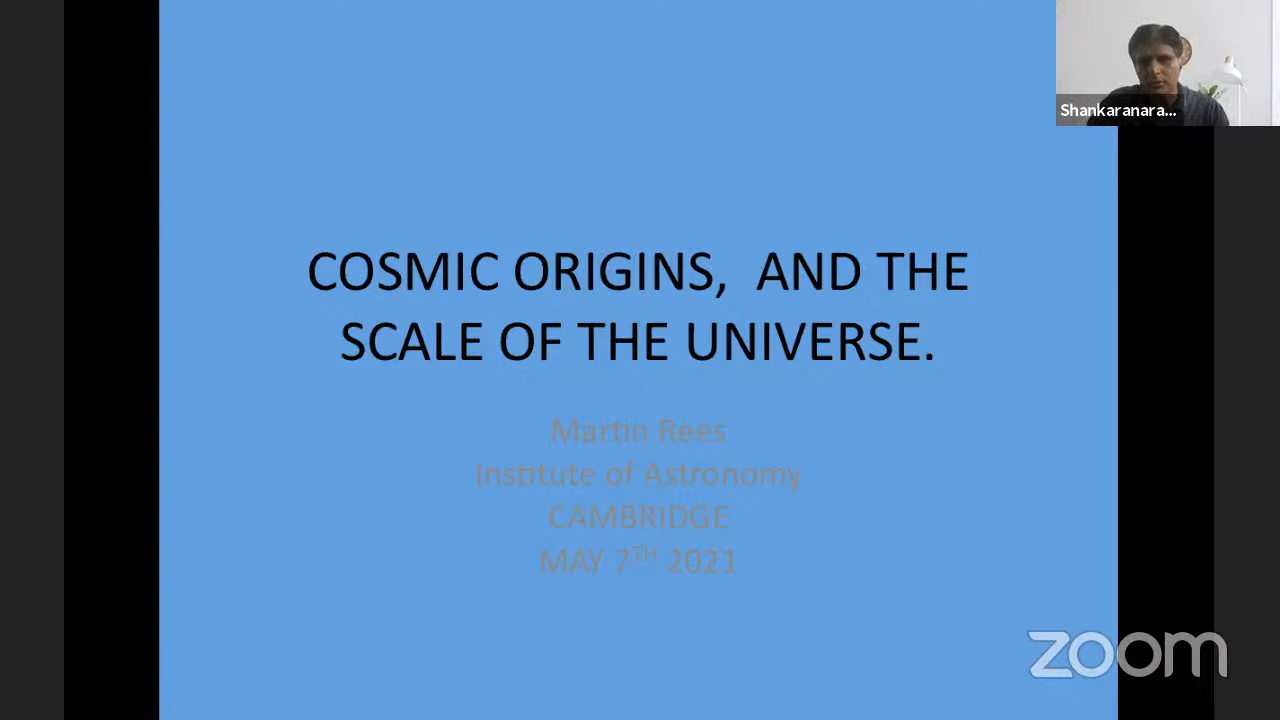 Shankaranara...
COSMIC ORIGINS, AND THE
SCALE OF THE UNIVERSE.
Martin Rees
Institute of Astronomy
CAMBRIDGE
MAY 7TH 2021
zoom